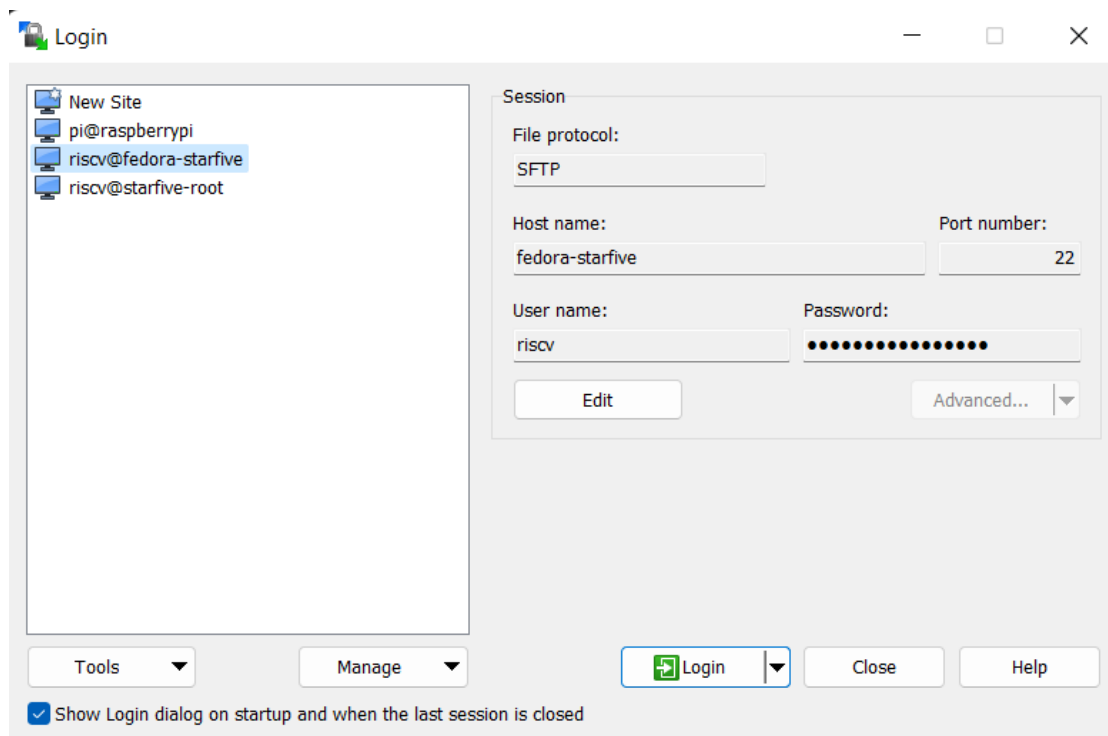 Login
New Site
pi@raspberrypi
riscv@fedora-starfive
riscv@starfive-root
Session
File protocol:
SFTP
Host name: Port number:
fedora-starfive 22
User name: Password:
riscv ••••••••••••••••
Edit Advanced...
Tools Manage Login Close Help
Show Login dialog on startup and when the last session is closed